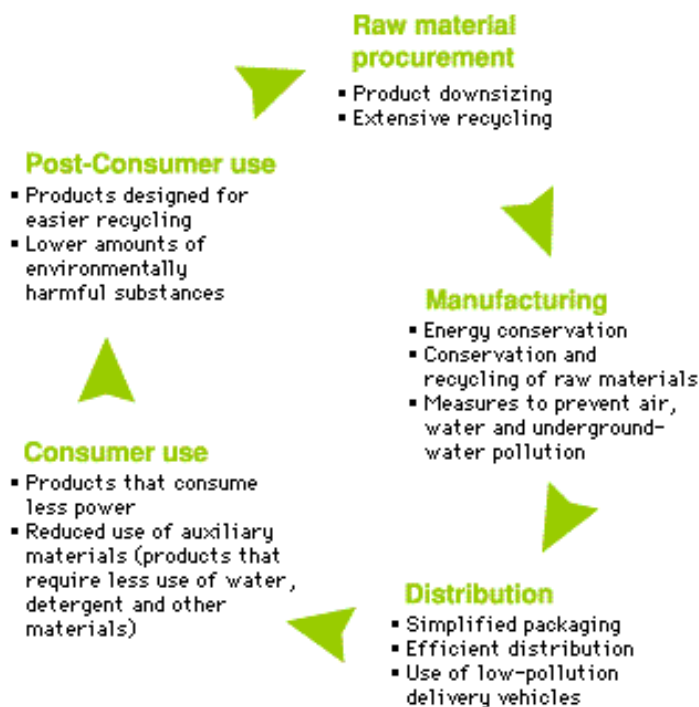 Raw material
procurement
▪ Product downsizing
▪ Extensive recycling
Manufacturing
▪ Energy conservation
▪ Conservation and
recycling of raw materials
▪ Measures to prevent air,
water and underground-
water pollution
Distribution
▪ Simplified packaging
▪ Efficient distribution
▪ Use of low-pollution
delivery vehicles
Consumer use
▪ Products that consume
less power
▪ Reduced use of auxiliary
materials (products that
require less use of water,
detergent and other
materials)
Post-Consumer use
▪ Products designed for
easier recycling
▪ Lower amounts of
environmentally
harmful substances